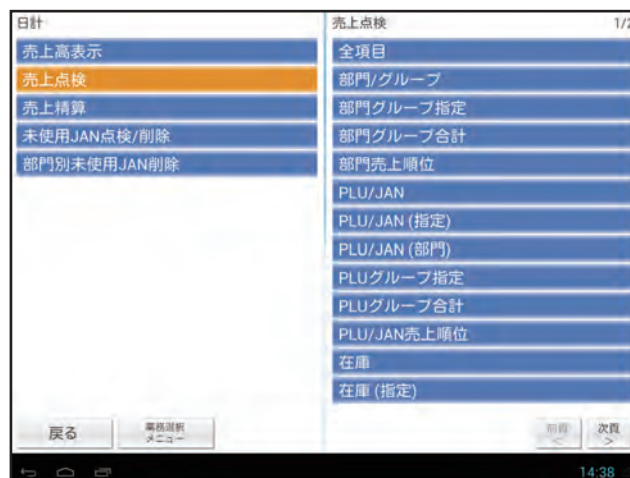 日計
売上高表示
売上点検
売上精算
未使用JAN点検/削除
部門別未使用JAN削除
売上点検 1/2
全項目
部門/グループ
部門グループ指定
部門グループ合計
部門売上順位
PLU/JAN
PLU/JAN (指定)
PLU/JAN (部門)
PLUグループ指定
PLUグループ合計
PLU/JAN売上順位
在庫
在庫 (指定)
戻る
業務選択
メニュー
前頁
<
次頁
>
14:38